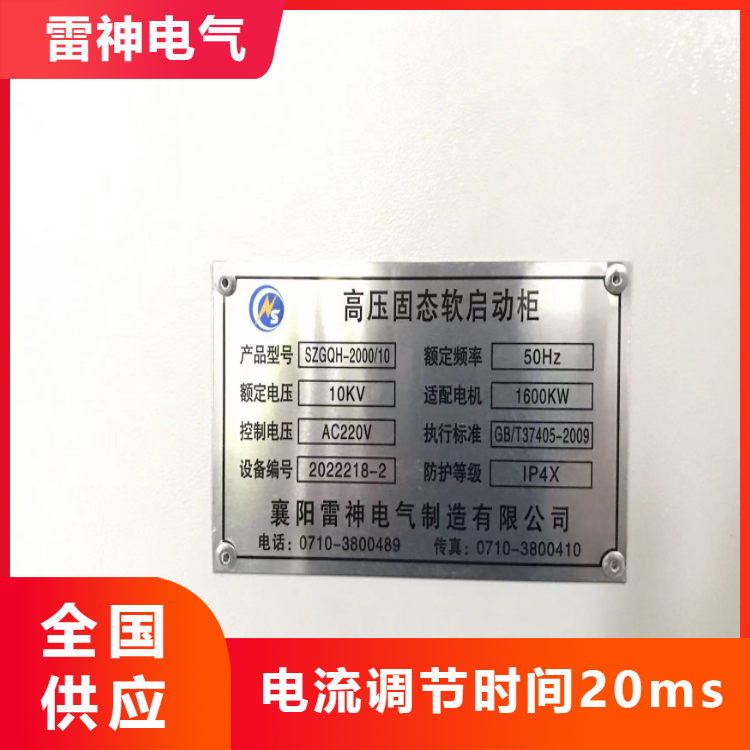 雷神电气
高压固态软启动柜
产品型号 SZGQH-2000/10 额定频率 50Hz
额定电压 10KV 适配电机 1600KW
控制电压 AC220V 执行标准 GB/T37405-2009
设备编号 2022218-2 防护等级 IP4X
襄阳雷神电气制造有限公司
电话：0710-3800489 传真：0710-3800410
全国
供应
电流调节时间20ms